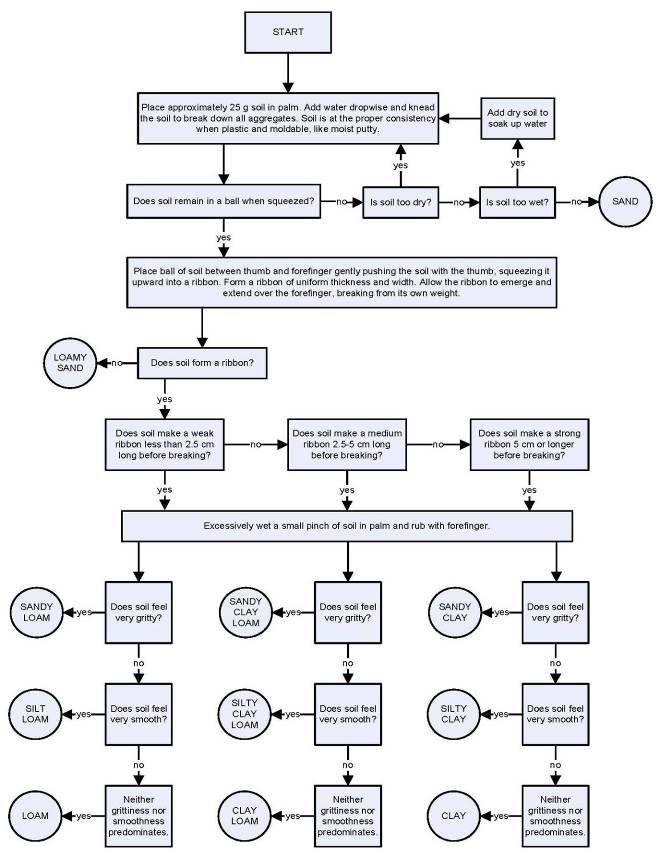 START
Place approximately 25 g soil in palm. Add water dropwise and knead
the soil to break down all aggregates. Soil is at the proper consistency
when plastic and moldable, like moist putty.
Add dry soil to
soak up water
yes
yes
Does soil remain in a ball when squeezed?
no
Is soil too dry?
no
Is soil too wet?
no
SAND
yes
Place ball of soil between thumb and forefinger gently pushing the soil with the thumb, squeezing it
upward into a ribbon. Form a ribbon of uniform thickness and width. Allow the ribbon to emerge and
extend over the forefinger, breaking from its own weight.
LOAMY
SAND
no
Does soil form a ribbon?
yes
Does soil make a weak
ribbon less than 2.5 cm
long before breaking?
no
Does soil make a medium
ribbon 2.5-5 cm long
before breaking?
no
Does soil make a strong
ribbon 5 cm or longer
before breaking?
yes
yes
yes
Excessively wet a small pinch of soil in palm and rub with forefinger.
SANDY
LOAM
yes
Does soil feel
very gritty?
SANDY
CLAY
LOAM
yes
Does soil feel
very gritty?
SANDY
CLAY
yes
Does soil feel
very gritty?
no
no
no
SILT
LOAM
yes
Does soil feel
very smooth?
SILTY
CLAY
LOAM
yes
Does soil feel
very smooth?
SILTY
CLAY
yes
Does soil feel
very smooth?
no
no
no
LOAM
yes
Neither
grittiness nor
smoothness
predominates.
CLAY
LOAM
yes
Neither
grittiness nor
smoothness
predominates.
CLAY
yes
Neither
grittiness nor
smoothness
predominates.